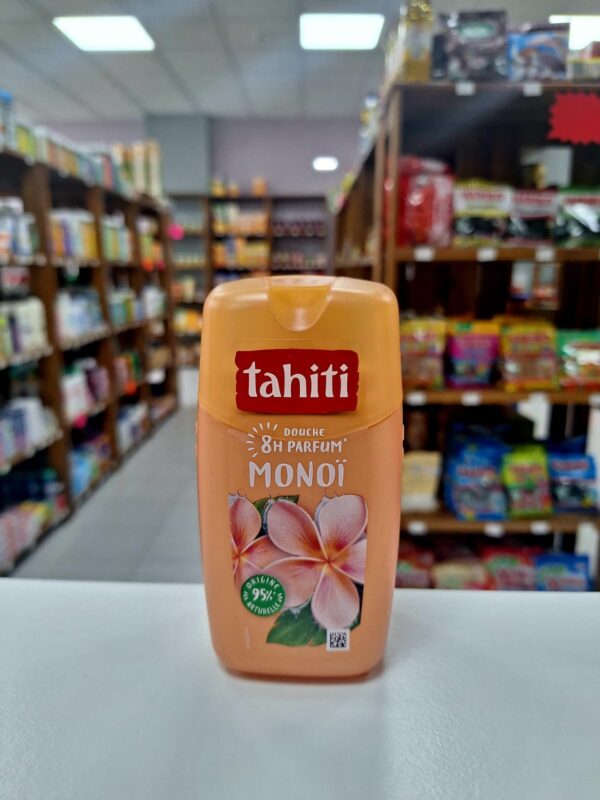 tahiti
DOUCHE
8H PARFUM'
MONOÏ
ORIGINE
95%*
NATURELLE